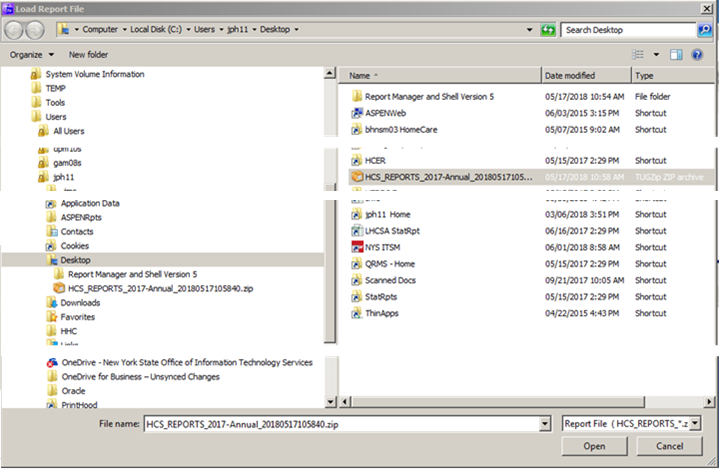 Load Report File
Computer Local Disk (C:) Users jph11 Desktop
Search Desktop
Organize New folder
System Volume Information
TEMP
Tools
Users
All Users
gam08s
jph11
Application Data
ASPENRpts
Contacts
Cookies
Desktop
Report Manager and Shell Version 5
HCS_REPORTS_2017-Annual_20180517105840.zip
Downloads
Favorites
HHC
OneDrive - New York State Office of Information Technology Services
OneDrive for Business – Unsynced Changes
Oracle
PrintHood
Name Date modified Type
Report Manager and Shell Version 5 05/17/2018 10:54 AM File folder
ASPENWeb 06/03/2015 3:15 PM Shortcut
bhnsm03 HomeCare 05/07/2015 9:02 AM Shortcut
HCER 05/15/2017 2:29 PM Shortcut
HCS_REPORTS_2017-Annual_20180517105... 05/17/2018 10:58 AM TUGZip ZIP archive
jph11 Home 03/06/2018 3:51 PM Shortcut
LHCSA StatRpt 06/16/2017 2:29 PM Shortcut
NYS ITSM 06/01/2018 8:58 AM Shortcut
QRMS - Home 05/15/2017 2:29 PM Shortcut
Scanned Docs 09/21/2017 10:05 AM Shortcut
StatRpts 05/15/2017 2:29 PM Shortcut
ThinApps 04/22/2015 4:43 PM Shortcut
File name: HCS_REPORTS_2017-Annual_20180517105840.zip
Report File (HCS_REPORTS_*.z
Open Cancel